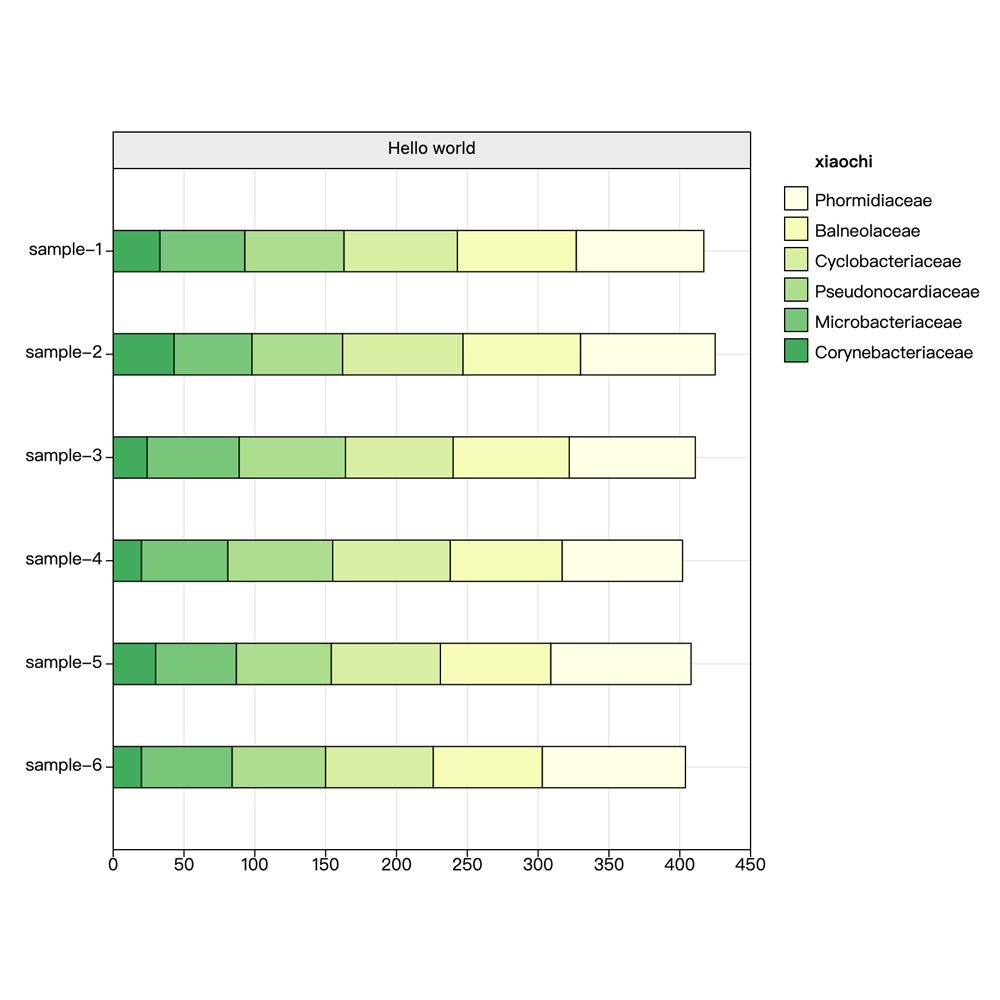 Hello world
xiaochi
Phormidiaceae
Balneolaceae
Cyclobacteriaceae
Pseudonocardiaceae
Microbacteriaceae
Corynebacteriaceae
sample-1
sample-2
sample-3
sample-4
sample-5
sample-6
0 50 100 150 200 250 300 350 400 450